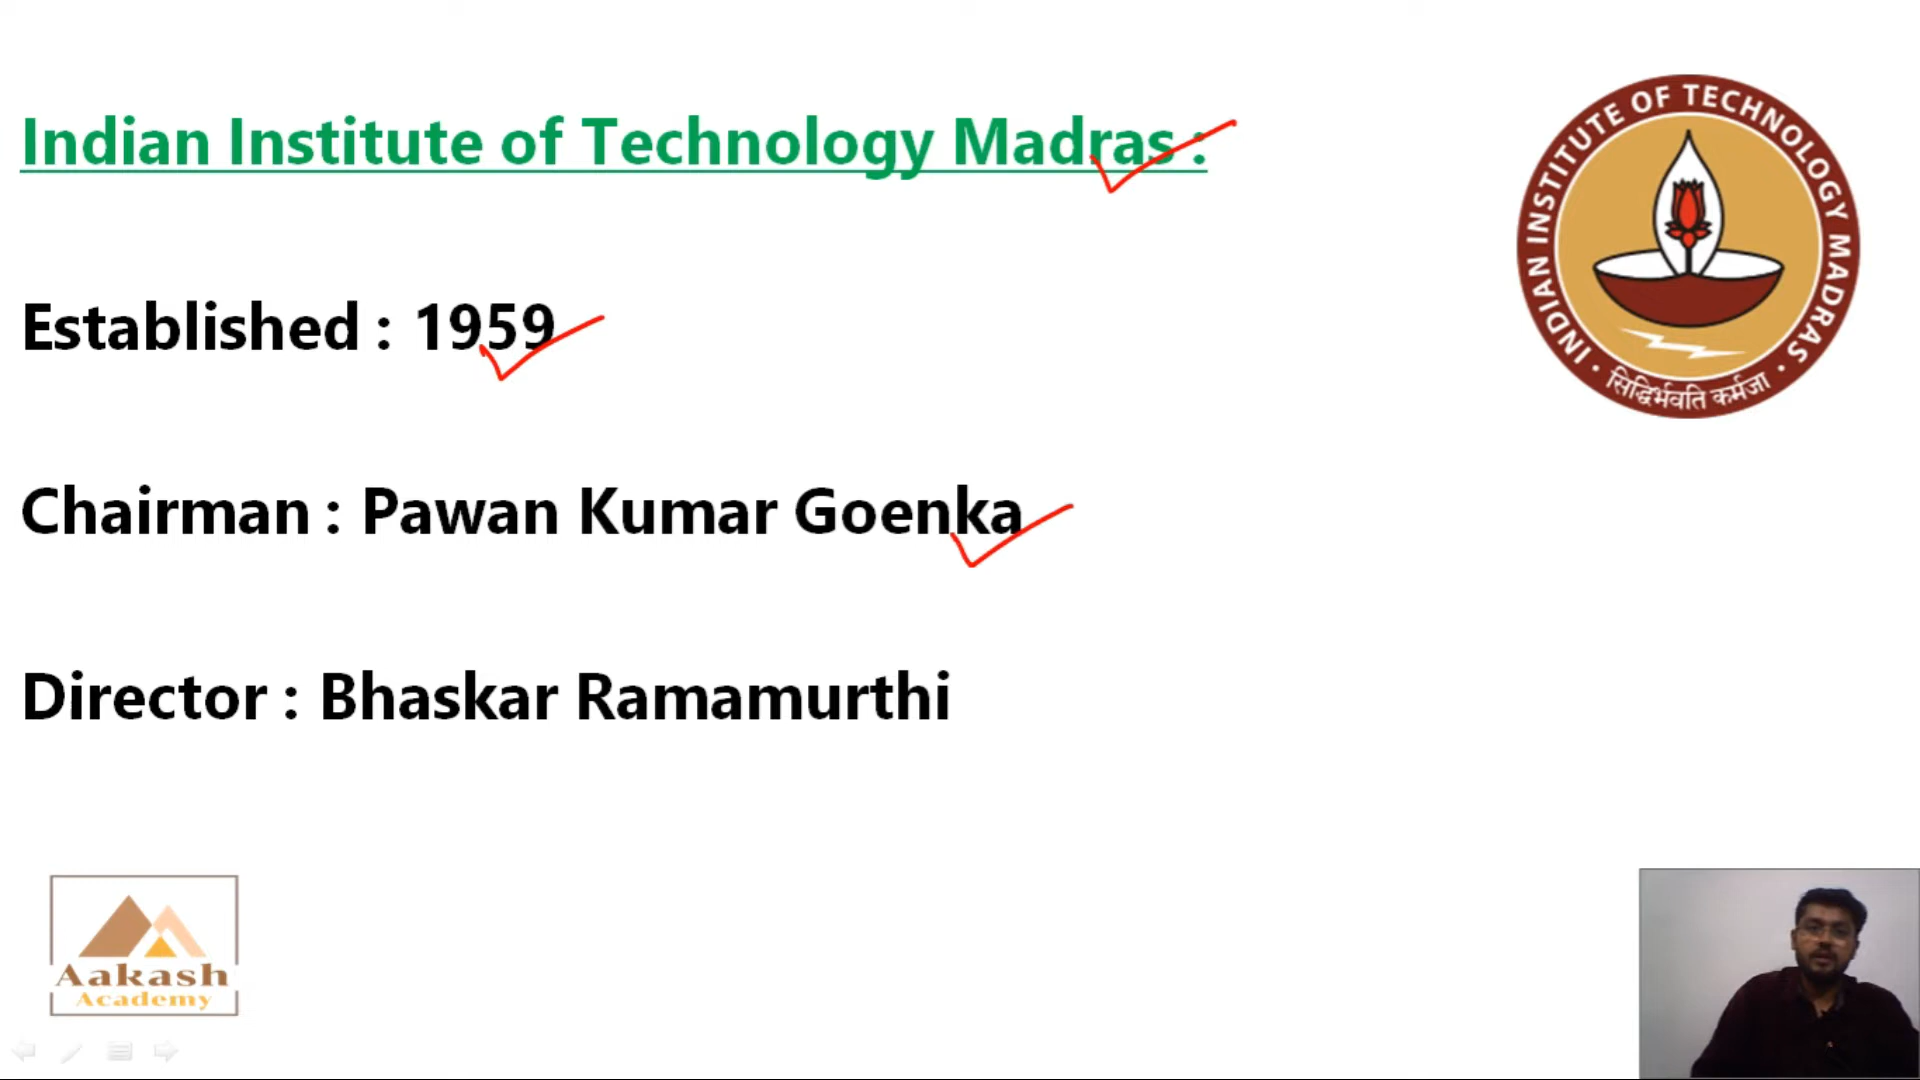 Indian Institute of Technology Madras :
INDIAN INSTITUTE OF TECHNOLOGY MADRAS
सिद्धिर्भवति कर्मजा
Established : 1959
Chairman : Pawan Kumar Goenka
Director : Bhaskar Ramamurthi
Aakash
Academy